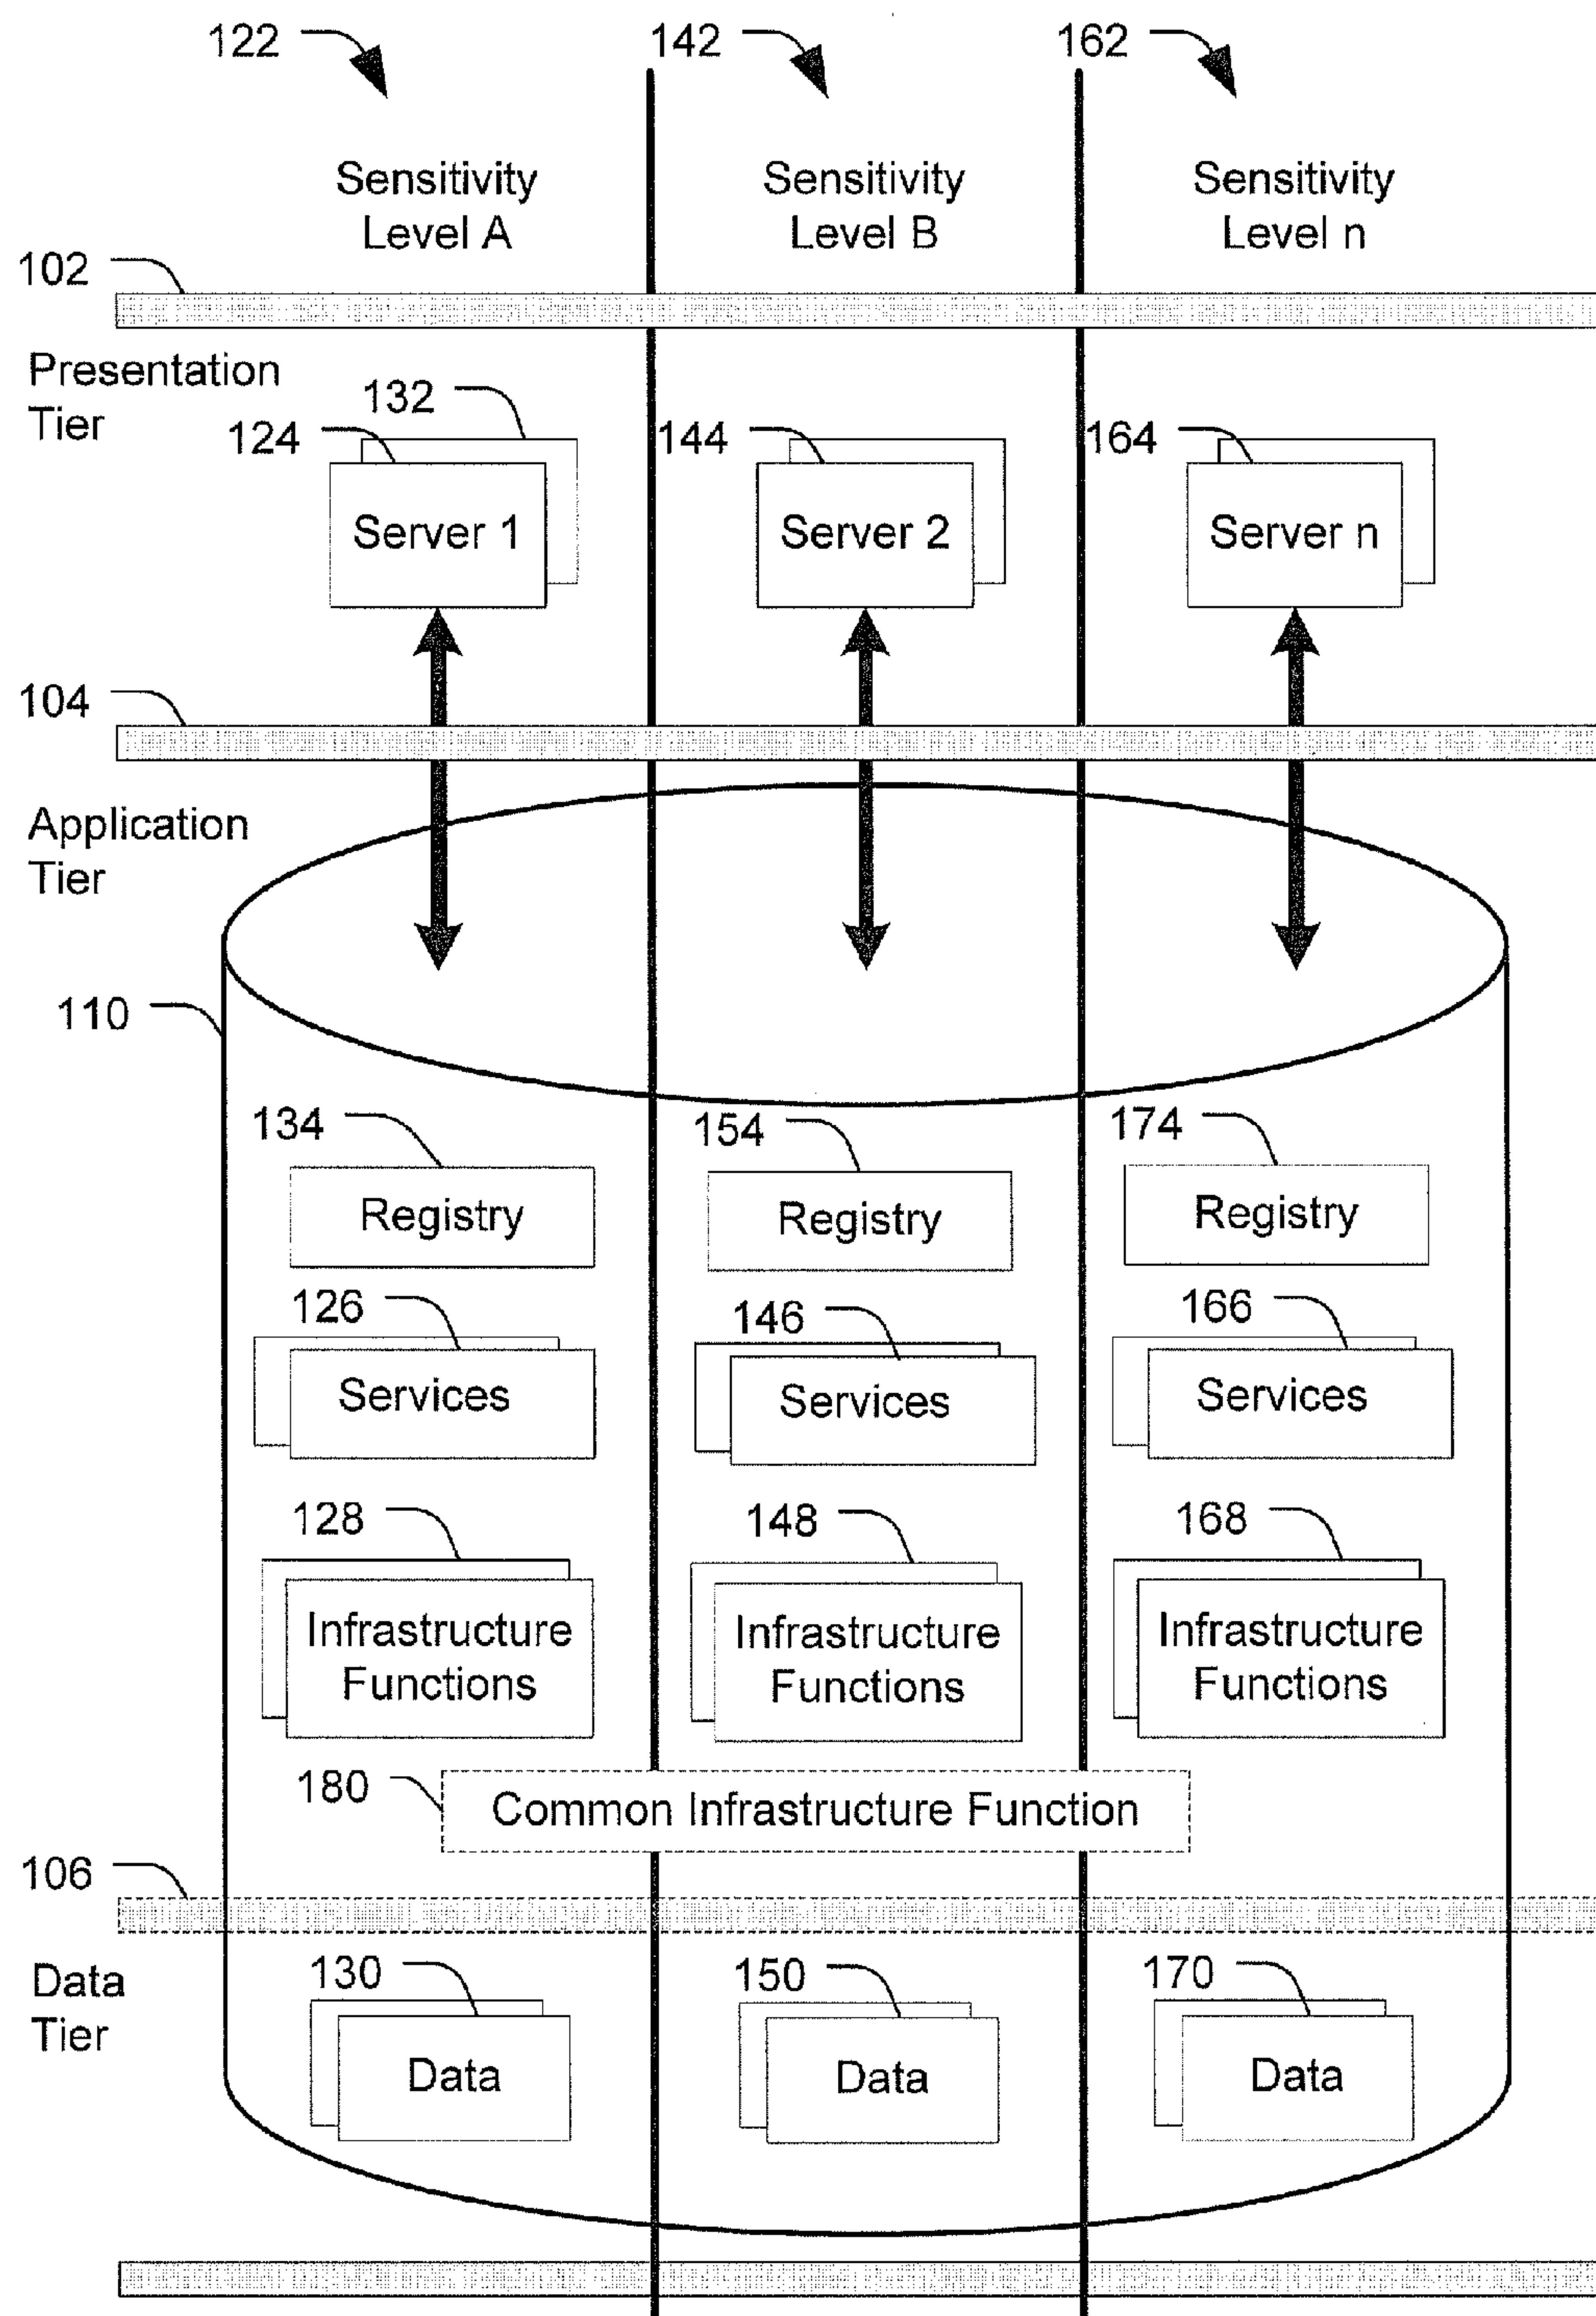 122
142
162
Sensitivity
Level A
Sensitivity
Level B
Sensitivity
Level n
102
Presentation
Tier
132
124
144
164
Server 1
Server 2
Server n
104
Application
Tier
110
134
154
174
Registry
Registry
Registry
126
146
166
Services
Services
Services
128
148
168
Infrastructure
Functions
Infrastructure
Functions
Infrastructure
Functions
180
Common Infrastructure Function
106
Data
Tier
130
150
170
Data
Data
Data